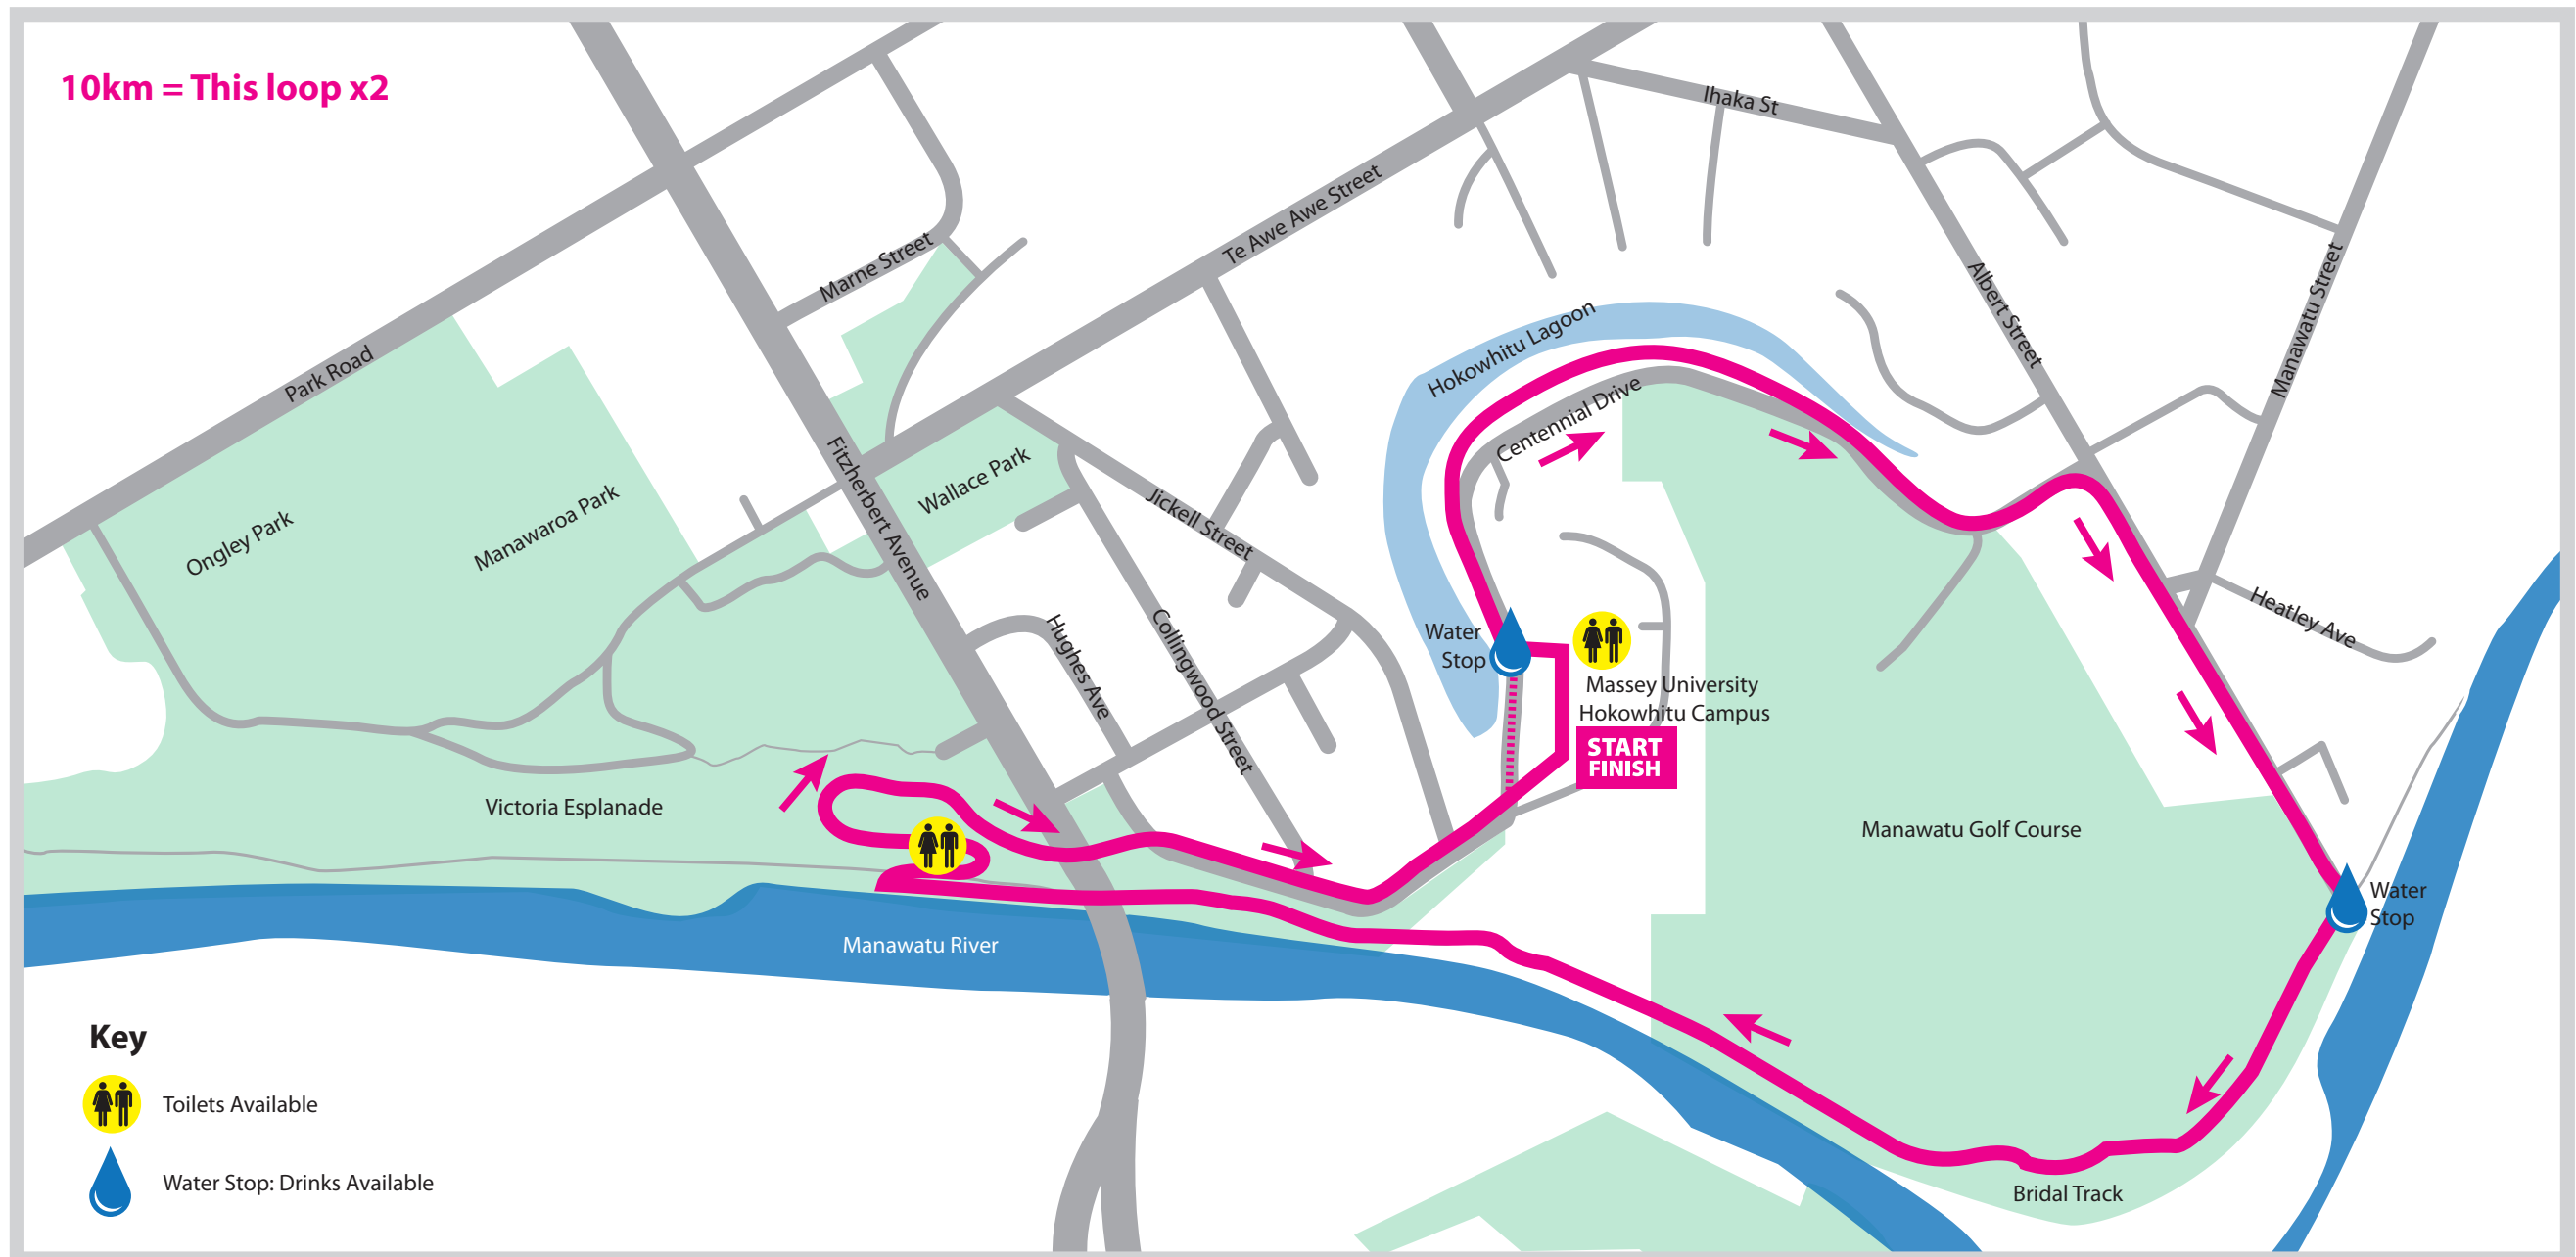 10km = This loop x2
Ihaka St
Te Awe Awe Street
Marne Street
Albert Street
Manawatu Street
Park Road
Hokowhitu Lagoon
Centennial Drive
Fitzherbert Avenue
Wallace Park
Jickell Street
Ongley Park
Manawaroa Park
Hughes Ave
Collingwood Street
Heatley Ave
Water
Stop
Massey University
Hokowhitu Campus
START
FINISH
Victoria Esplanade
Manawatu Golf Course
Water
Stop
Manawatu River
Key
Toilets Available
Water Stop: Drinks Available
Bridal Track